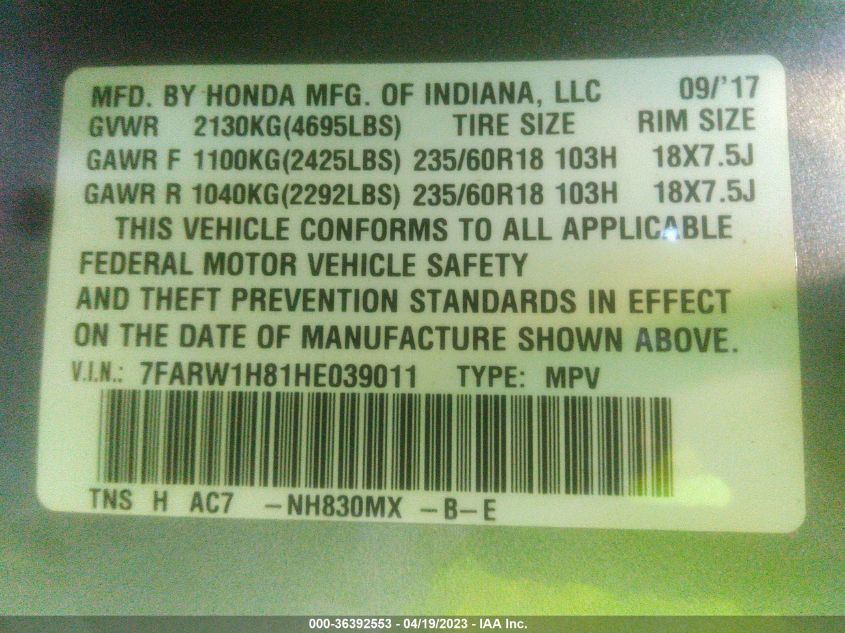 MFD. BY HONDA MFG. OF INDIANA, LLC 09/'17
GVWR 2130KG(4695LBS) TIRE SIZE RIM SIZE
GAWR F 1100KG(2425LBS) 235/60R18 103H 18X7.5J
GAWR R 1040KG(2292LBS) 235/60R18 103H 18X7.5J
THIS VEHICLE CONFORMS TO ALL APPLICABLE
FEDERAL MOTOR VEHICLE SAFETY
AND THEFT PREVENTION STANDARDS IN EFFECT
ON THE DATE OF MANUFACTURE SHOWN ABOVE.
V.I.N.: 7FARW1H81HE039011 TYPE: MPV
TNS H AC7 -NH830MX -B-E
000-36392553 - 04/19/2023 - IAA Inc.